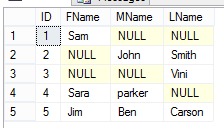 ID FName MName LName
1 1 Sam NULL NULL
2 2 NULL John Smith
3 3 NULL NULL Vini
4 4 Sara parker NULL
5 5 Jim Ben Carson